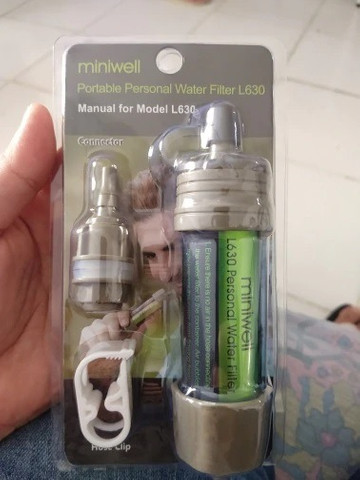 miniwell
Portable Personal Water Filter L630
Manual for Model L630
Connector
miniwell
L630 Personal Water Filter
Hose Clip